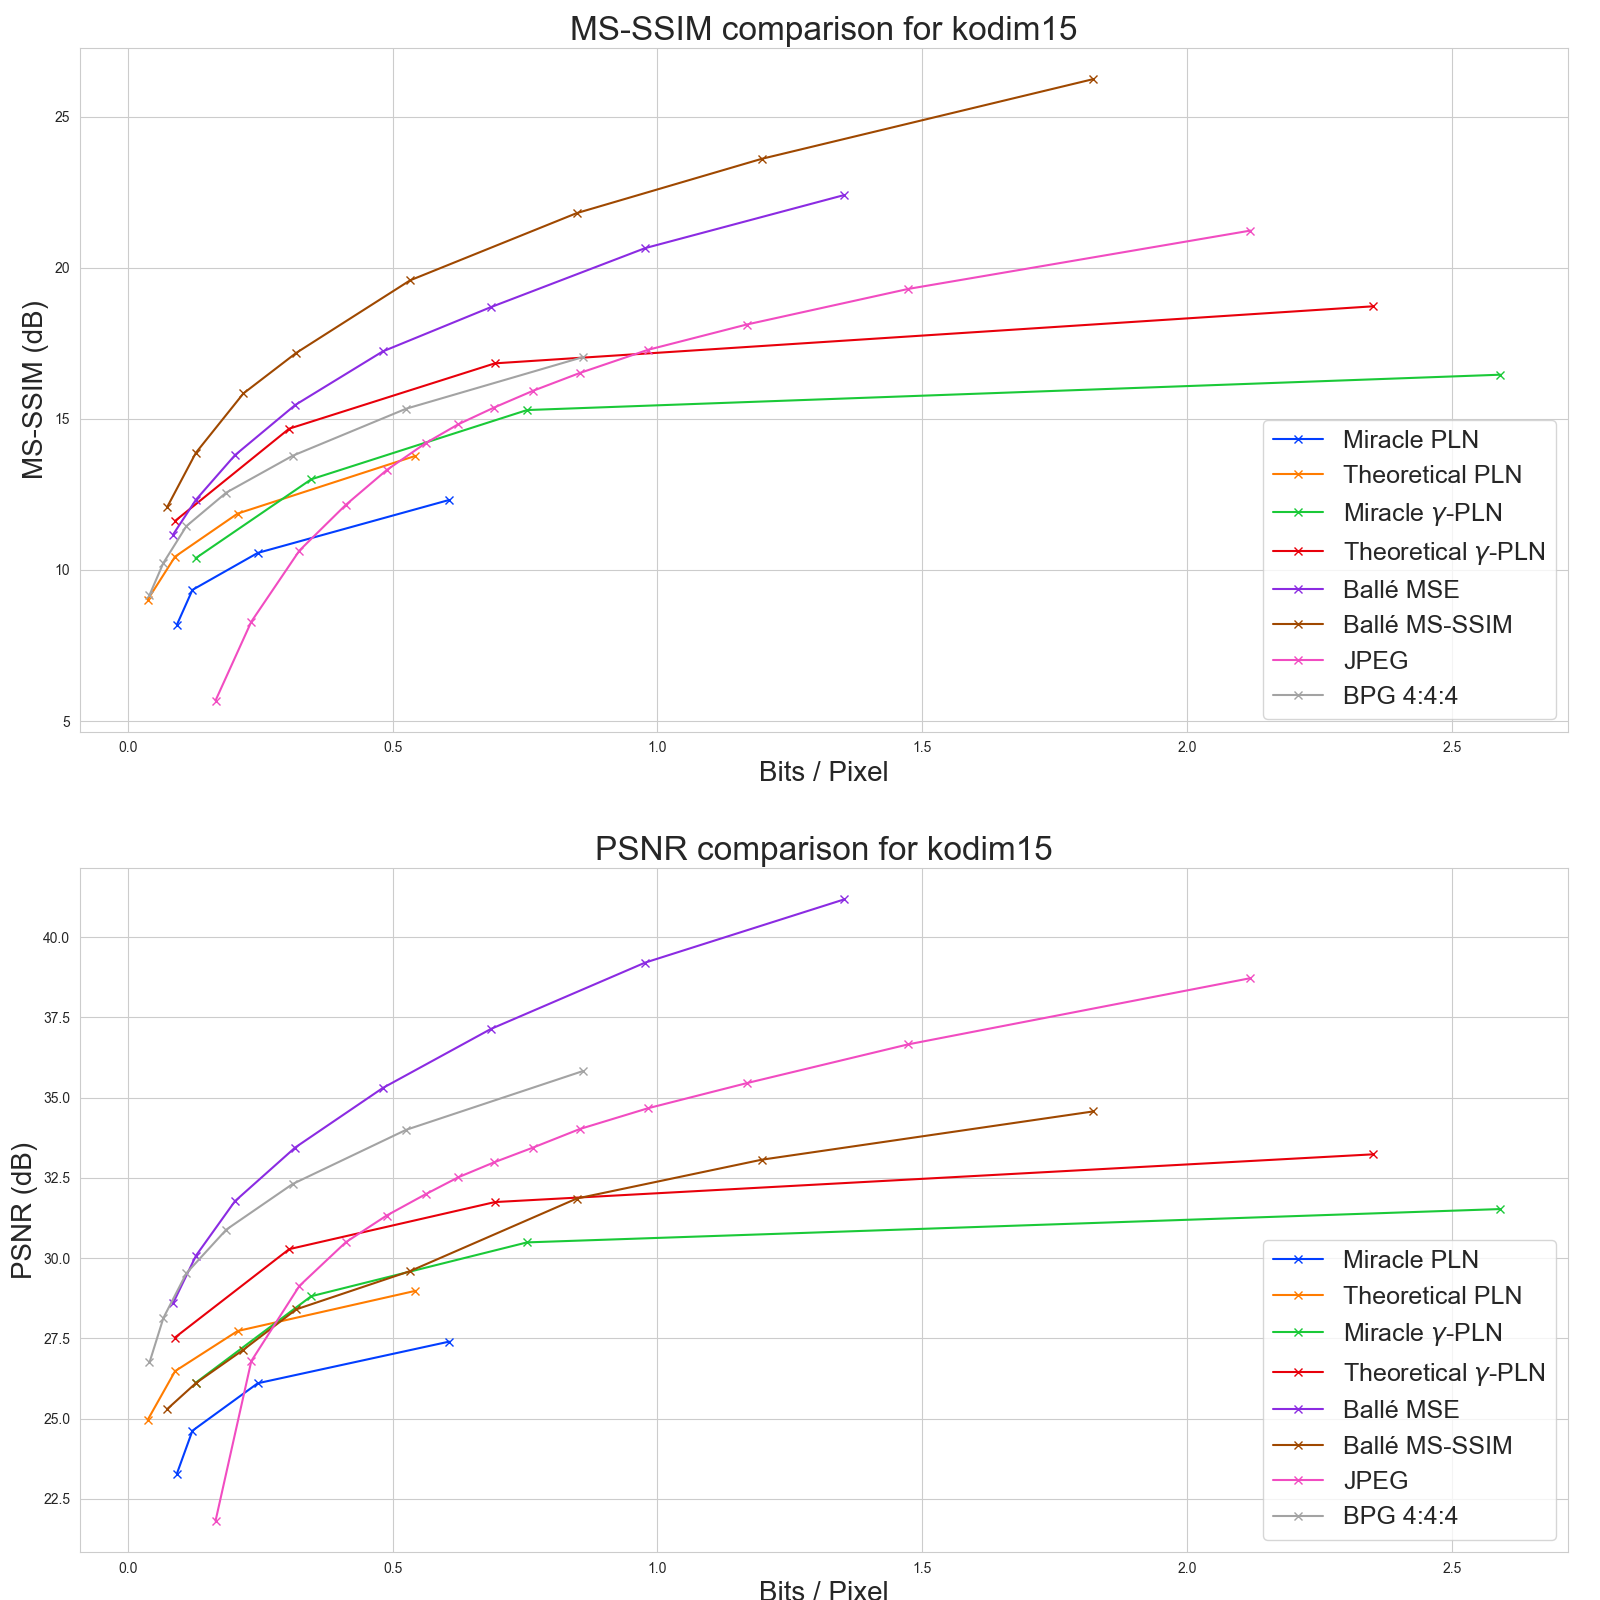 MS-SSIM comparison for kodim15
MS-SSIM (dB)
25
20
15
10
5
0.0 0.5 1.0 1.5 2.0 2.5
Bits / Pixel
Miracle PLN
Theoretical PLN
Miracle γ-PLN
Theoretical γ-PLN
Ballé MSE
Ballé MS-SSIM
JPEG
BPG 4:4:4
PSNR comparison for kodim15
PSNR (dB)
40.0
37.5
35.0
32.5
30.0
27.5
25.0
22.5
0.0 0.5 1.0 1.5 2.0 2.5
Bits / Pixel
Miracle PLN
Theoretical PLN
Miracle γ-PLN
Theoretical γ-PLN
Ballé MSE
Ballé MS-SSIM
JPEG
BPG 4:4:4